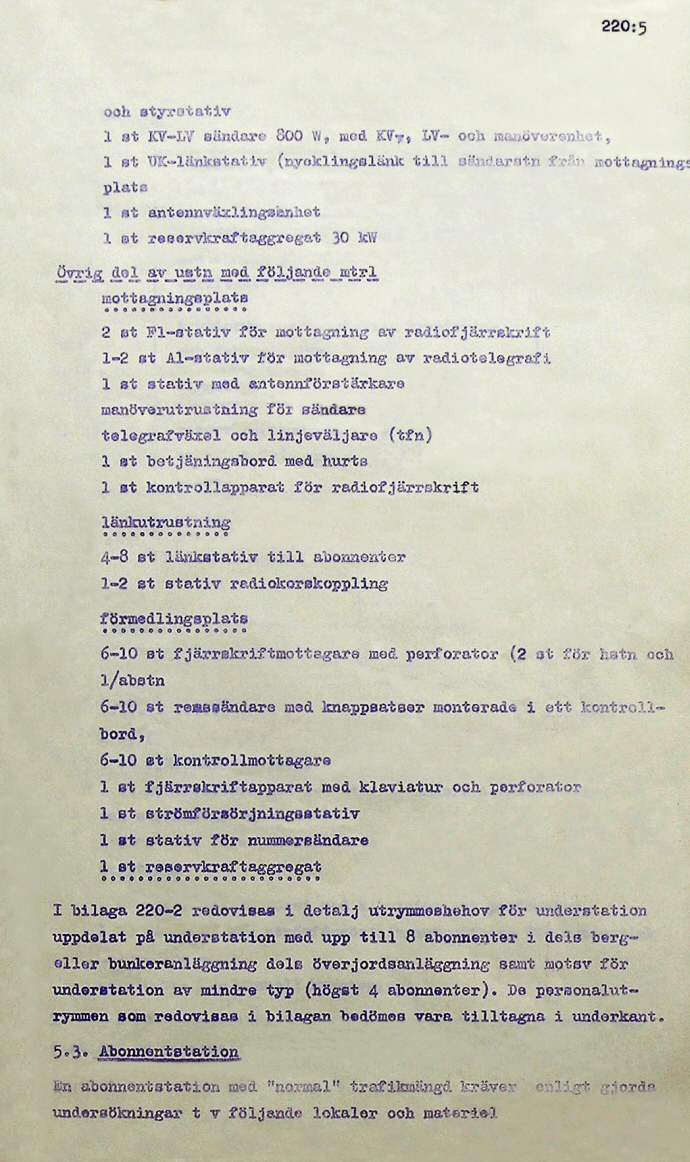 220:5
och styrstativ
1 st KV-LV sändare 800 W, med KV-, LV- och manöverenhet,
1 st UK-länkstativ (nycklingslänk till sändarstn från mottagnings
plats
1 st antennväxlingsenhet
1 st reservkraftaggregat 30 kW
Övrig del av ustn med följande mtrl
mottagningsplats
2 st F1-stativ för mottagning av radiofjärrskrift
1-2 st A1-stativ för mottagning av radiotelegrafi
1 st stativ med antennförstärkare
manöverutrustning för sändare
telegrafväxel och linjeväljare (tfn)
1 st betjäningsbord med hurts
1 st kontrollapparat för radiofjärrskrift
länkutrustning
4-8 st länkstativ till abonnenter
1-2 st stativ radiokorskoppling
förmedlingsplats
6-10 st fjärrskriftmottagare med perforator (2 st för hstn och
1/abstn
6-10 st remssändare med knappsatser monterade i ett kontroll-
bord,
6-10 st kontrollmottagare
1 st fjärrskriftapparat med klaviatur och perforator
1 st strömförsörjningsstativ
1 st stativ för nummersändare
1 st reservkraftaggregat
I bilaga 220-2 redovisas i detalj utrymmesbehov för understation
uppdelat på understation med upp till 8 abonnenter i dels berg-
eller bunkeranläggning dels överjordsanläggning samt motsv för
understation av mindre typ (högst 4 abonnenter). De personalut-
rymmen som redovisas i bilagan bedömes vara tilltagna i underkant.
5.3. Abonnentstation
En abonnentstation med "normal" trafikmängd kräver enligt gjorda
undersökningar t v följande lokaler och materiel